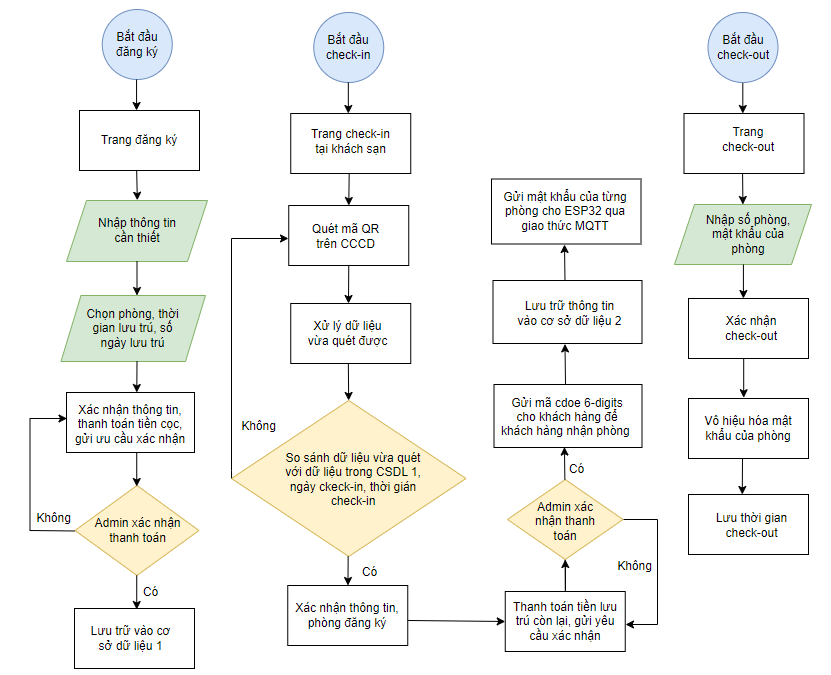 Bắt đầu
đăng ký
Trang đăng ký
Nhập thông tin
cần thiết
Chọn phòng, thời
gian lưu trú, số
ngày lưu trú
Xác nhận thông tin,
thanh toán tiền cọc,
gửi ưu cầu xác nhận
Không
Admin xác nhận
thanh toán
Có
Lưu trữ vào cơ
sở dữ liệu 1
Bắt đầu
check-in
Trang check-in
tại khách sạn
Quét mã QR
trên CCCD
Xử lý dữ liệu
vừa quét được
Không
So sánh dữ liệu vừa quét
với dữ liệu trong CSDL 1,
ngày ckeck-in, thời gián
check-in
Có
Xác nhận thông tin,
phòng đăng ký
Gửi mật khẩu của từng
phòng cho ESP32 qua
giao thức MQTT
Lưu trữ thông tin
vào cơ sở dữ liệu 2
Gửi mã cdoe 6-digits
cho khách hàng để
khách hàng nhận phòng
Có
Admin xác
nhận thanh
toán
Không
Thanh toán tiền lưu
trú còn lại, gửi yêu
cầu xác nhận
Bắt đầu
check-out
Trang
check-out
Nhập số phòng,
mật khẩu của
phòng
Xác nhận
check-out
Vô hiệu hóa mật
khẩu của phòng
Lưu thời gian
check-out